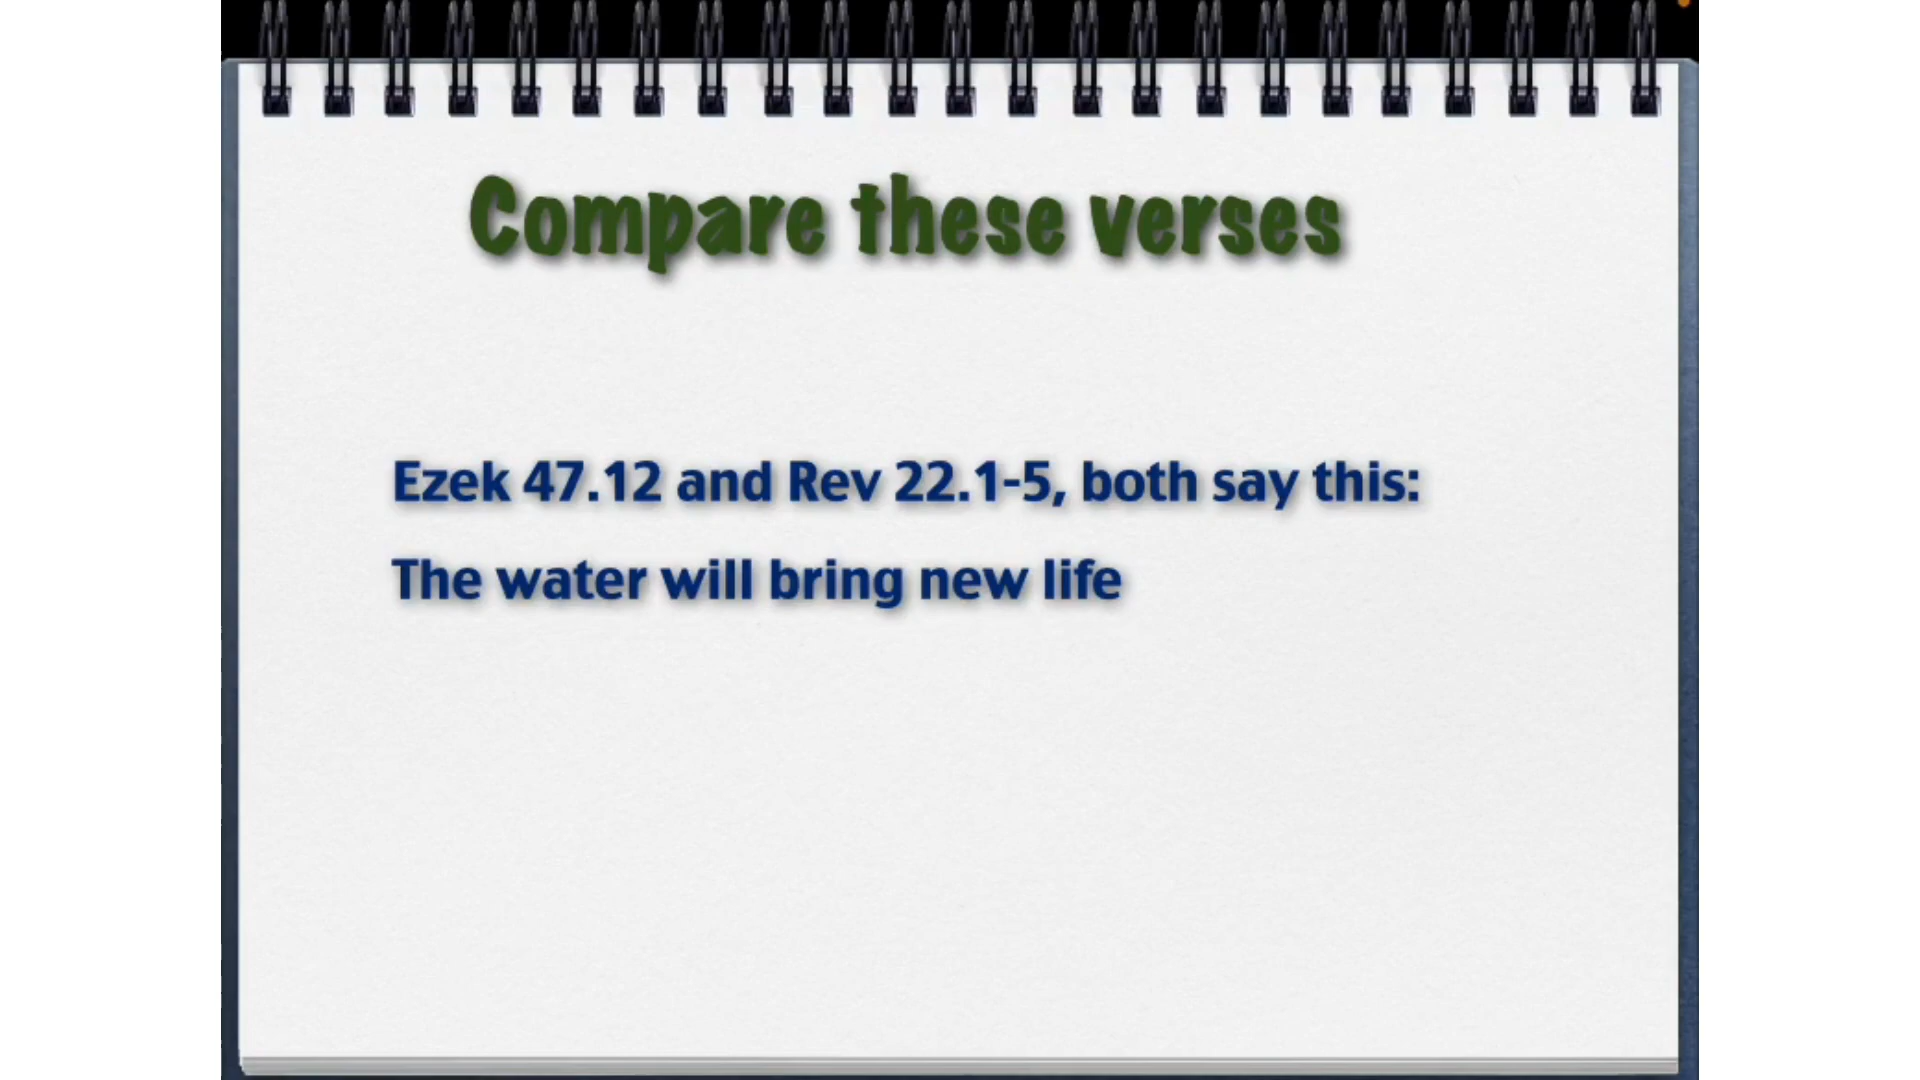 Compare these verses
Ezek 47.12 and Rev 22.1-5, both say this:
The water will bring new life